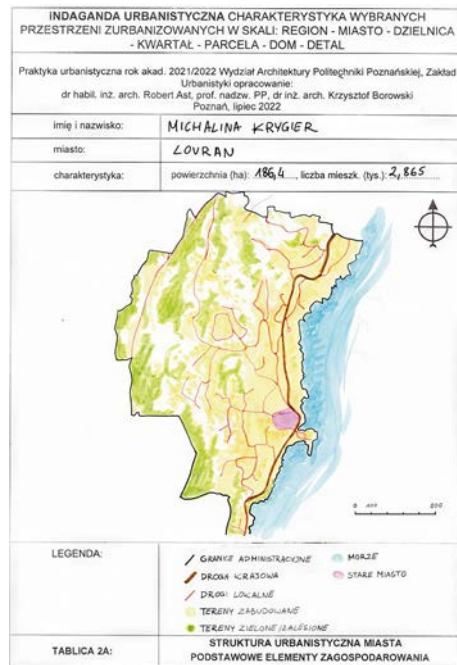 INDAGANDA URBANISTYCZNA CHARAKTERYSTYKA WYBRANYCH
PRZESTRZENI ZURBANIZOWANYCH W SKALI: REGION - MIASTO - DZIELNICA
- KWARTAŁ - PARCELA - DOM - DETAL
Praktyka urbanistyczna rok akad. 2021/2022 Wydział Architektury Politechniki Poznańskiej, Zakład
Urbanistyki opracowanie:
dr habil. inż. arch. Robert Ast, prof. nadzw. PP, dr inż. arch. Krzysztof Borowski
Poznań, lipiec 2022
imię i nazwisko: MICHALINA KRYGIER
miasto: LOVRAN
charakterystyka: powierzchnia (ha): 186,4, liczba mieszk. (tys.): 2,865
0 100 200
LEGENDA:
GRANICE ADMINISTRACYJNE
DROGA KRAJOWA
DROGI LOKALNE
TERENY ZABUDOWANE
TERENY ZIELONE/ZALESIONE
MORZE
STARE MIASTO
TABLICA 2A:
STRUKTURA URBANISTYCZNA MIASTA
PODSTAWOWE ELEMENTY ZAGOSPODAROWANIA